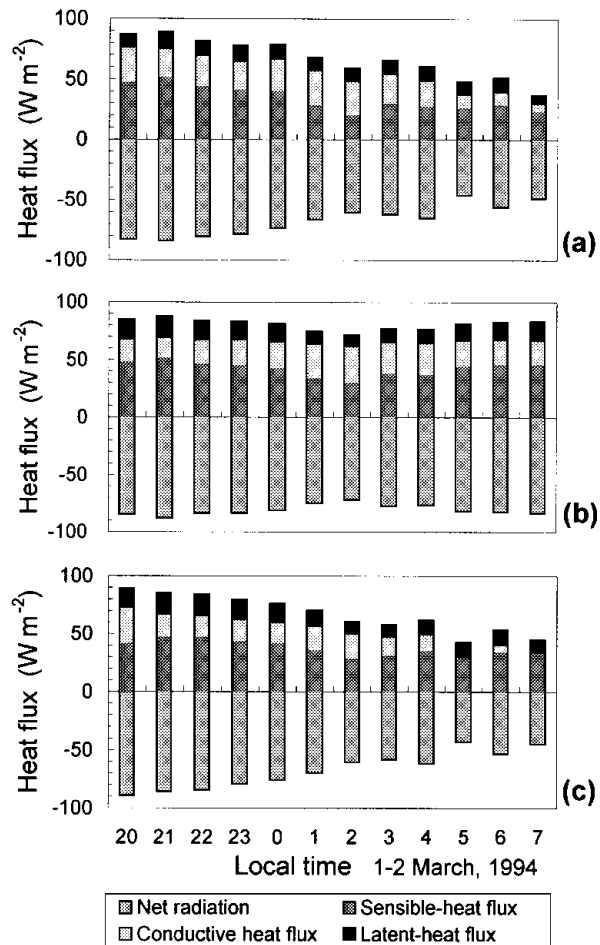 100
50
0
-50
-100
Heat flux (W m-2)
(a)
100
50
0
-50
-100
Heat flux (W m-2)
(b)
100
50
0
-50
-100
Heat flux (W m-2)
(c)
20 21 22 23 0 1 2 3 4 5 6 7
Local time 1-2 March, 1994
Net radiation
Sensible-heat flux
Conductive heat flux
Latent-heat flux